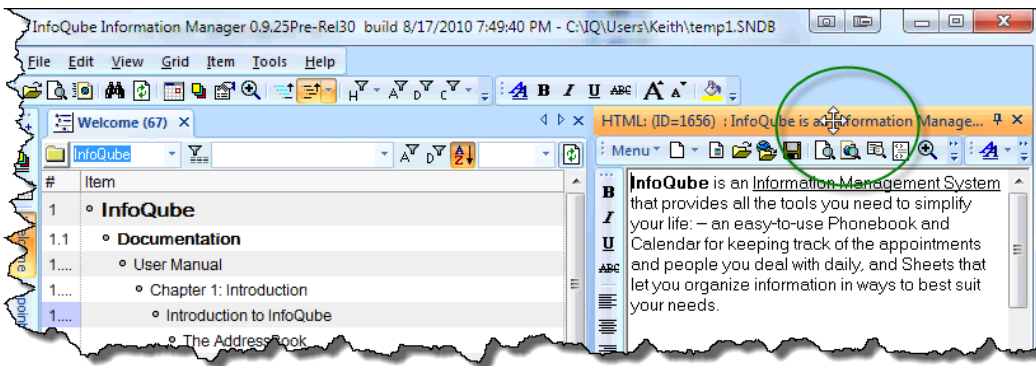 InfoQube Information Manager 0.9.25Pre-Rel30 build 8/17/2010 7:49:40 PM - C:\IQ\Users\Keith\temp1.SNDB
File Edit View Grid Item Tools Help
H A D C A B I U ABC A A
Welcome (67)
HTML: (ID=1656) : InfoQube is an Information Manage...
InfoQube
A D
Menu
A
# Item
1 InfoQube
1.1 Documentation
1.... User Manual
1.... Chapter 1: Introduction
1.... Introduction to InfoQube
The AddressBook
B
I
U
ABC
InfoQube is an Information Management System
that provides all the tools you need to simplify
your life: – an easy-to-use Phonebook and
Calendar for keeping track of the appointments
and people you deal with daily, and Sheets that
let you organize information in ways to best suit
your needs.